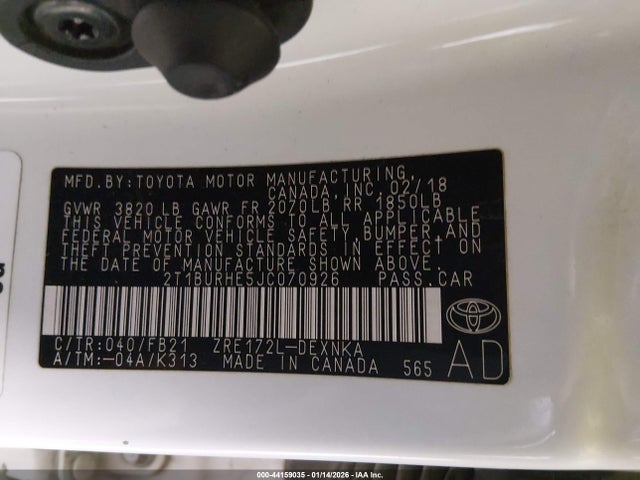 MFD.BY:TOYOTA MOTOR MANUFACTURING,
CANADA,INC.02/18
GVWR 3820 LB GAWR FR 2070LB RR 1850LB
THIS VEHICLE CONFORMS TO ALL APPLICABLE
FEDERAL MOTOR VEHICLE SAFETY, BUMPER AND
THEFT PREVENTION STANDARDS IN EFFECT ON
THE DATE OF MANUFACTURE SHOWN ABOVE.
2T1BURHE5JC070926 PASS.CAR
C/TR:040/FB21 ZRE172L-DEXNKA
A/TM:-04A/K313 MADE IN CANADA 565
AD
000-44159035 - 01/14/2026 - IAA Inc.